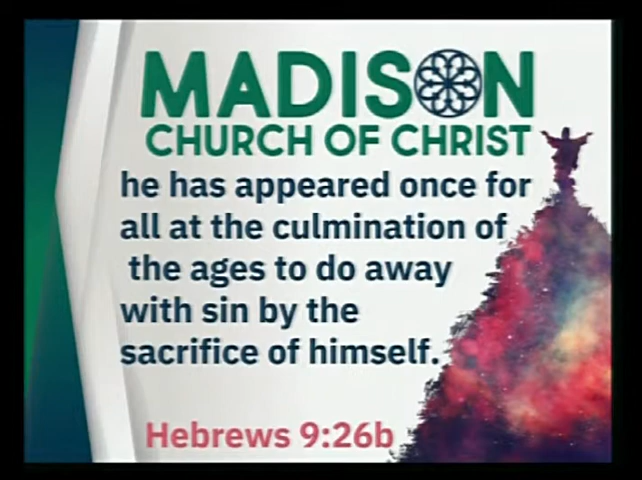 MADISON
CHURCH OF CHRIST
he has appeared once for
all at the culmination of
the ages to do away
with sin by the
sacrifice of himself.
Hebrews 9:26b